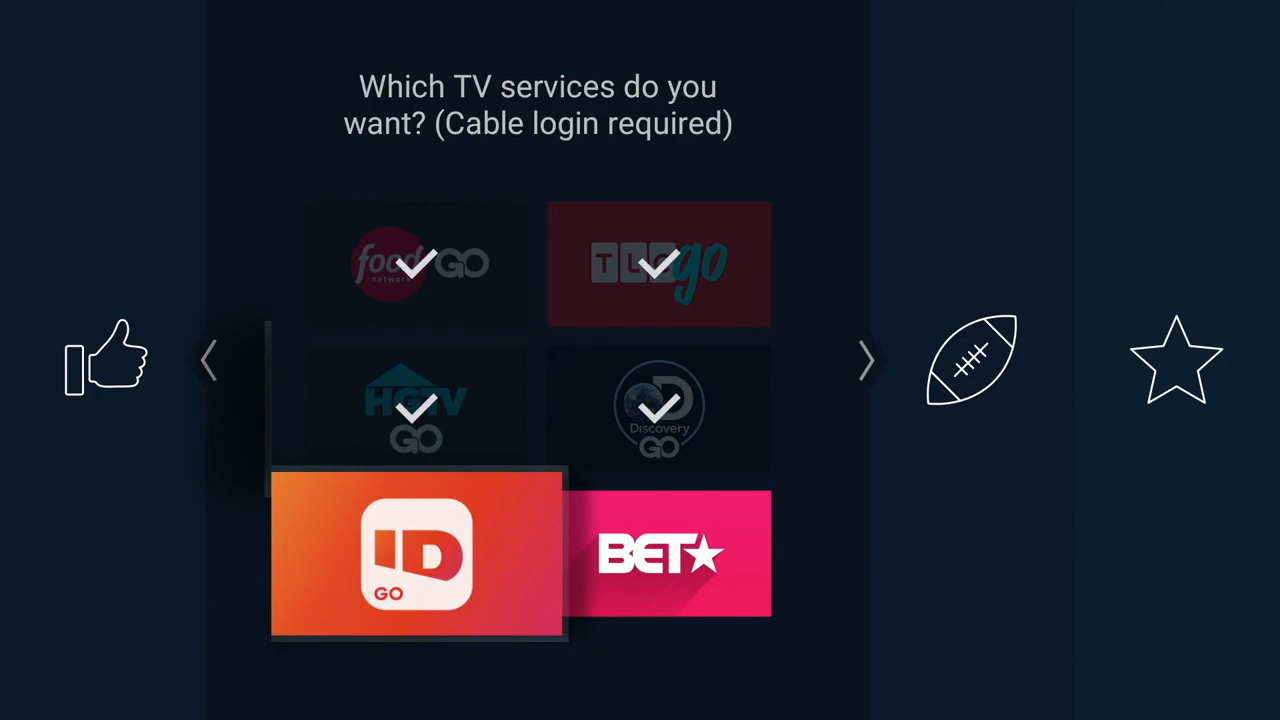 Which TV services do you
want? (Cable login required)
food GO
network
TLC go
HGTV
GO
D
Discovery
GO
ID
GO
BET